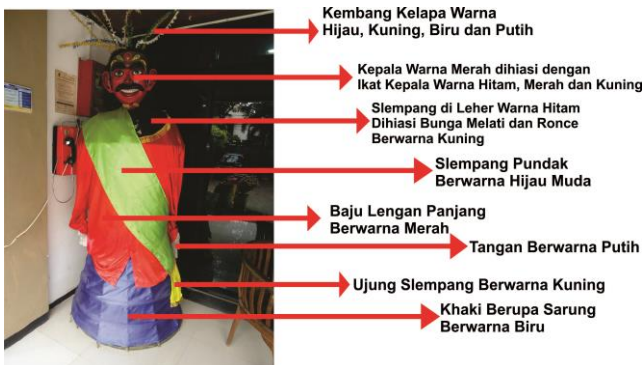 Kembang Kelapa Warna
Hijau, Kuning, Biru dan Putih
Kepala Warna Merah dihiasi dengan
Ikat Kepala Warna Hitam, Merah dan Kuning
Slempang di Leher Warna Hitam
Dihiasi Bunga Melati dan Ronce
Berwarna Kuning
Slempang Pundak
Berwarna Hijau Muda
Baju Lengan Panjang
Berwarna Merah
Tangan Berwarna Putih
Ujung Slempang Berwarna Kuning
Khaki Berupa Sarung
Berwarna Biru